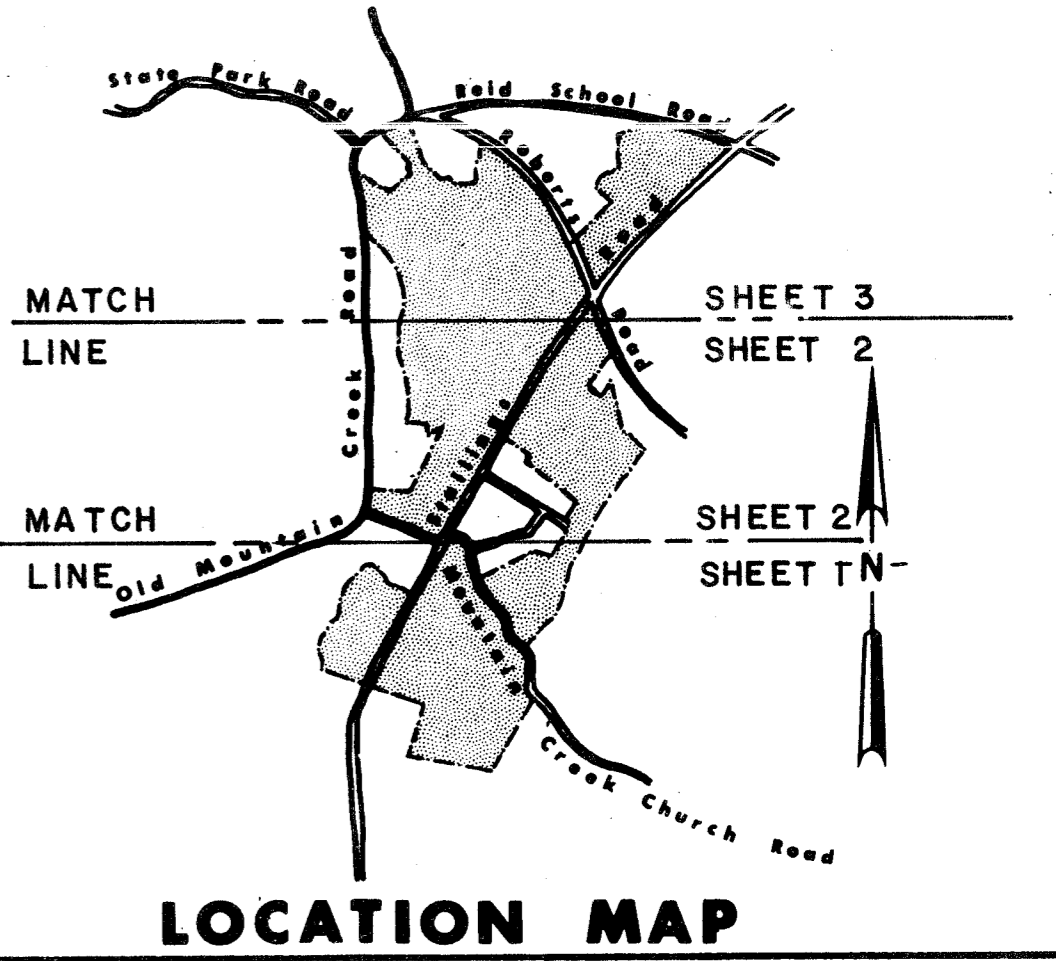 State Park Road
Reid School Road
Roberts Road
Road
MATCH
LINE
SHEET 3
SHEET 2
Old Mountain Creek Road
MATCH
LINE
SHEET 2
SHEET 1
N
Mountain Creek Church Road
LOCATION MAP